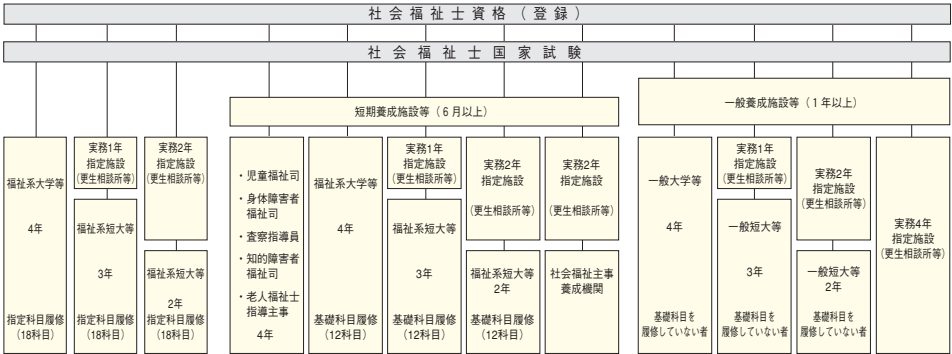 社会福祉士資格（登録）
社会福祉士国家試験
短期養成施設等（6月以上）
一般養成施設等（1年以上）
福祉系大学等
4年
指定科目履修
（18科目）
実務1年
指定施設
（更生相談所等）
福祉系短大等
3年
指定科目履修
（18科目）
実務2年
指定施設
（更生相談所等）
福祉系短大等
2年
指定科目履修
（18科目）
・児童福祉司
・身体障害者
福祉司
・査察指導員
・知的障害者
福祉司
・老人福祉士
指導主事
4年
福祉系大学等
4年
基礎科目履修
（12科目）
実務1年
指定施設
（更生相談所等）
福祉系短大等
3年
基礎科目履修
（12科目）
実務2年
指定施設
（更生相談所等）
福祉系短大等
2年
基礎科目履修
（12科目）
実務2年
指定施設
（更生相談所等）
社会福祉主事
養成機関
一般大学等
4年
基礎科目を
履修していない者
実務1年
指定施設
（更生相談所等）
一般短大等
3年
基礎科目を
履修していない者
実務2年
指定施設
（更生相談所等）
一般短大等
2年
基礎科目を
履修していない者
実務4年
指定施設
（更生相談所等）